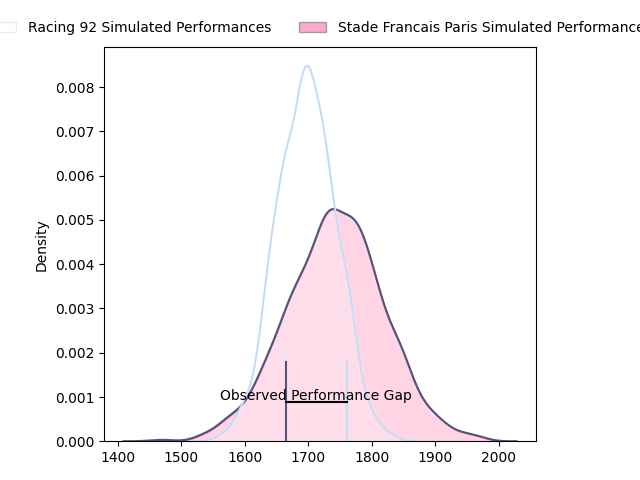 Racing 92 Simulated Performances
Stade Francais Paris Simulated Performance
0.008
0.007
0.006
0.005
0.004
0.003
0.002
0.001
0.000
Density
Observed Performance Gap
1400 1500 1600 1700 1800 1900 2000